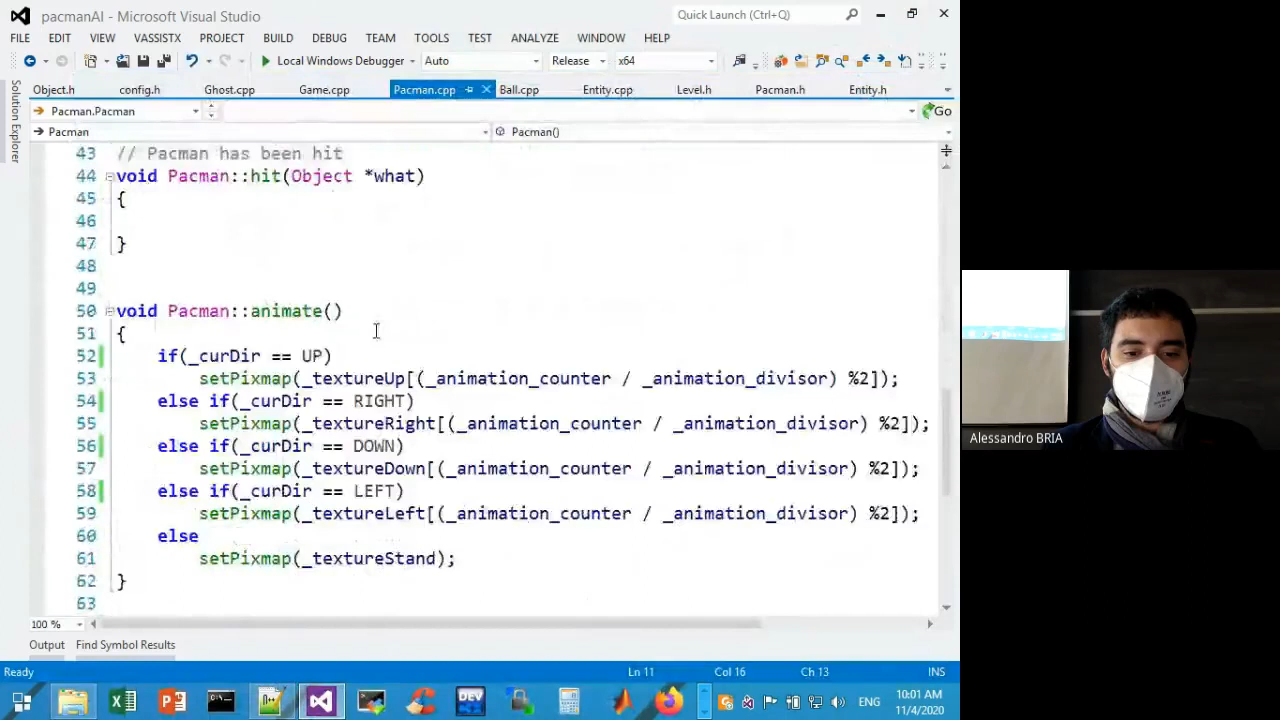 pacmanAI - Microsoft Visual Studio
Quick Launch (Ctrl+Q)
FILE EDIT VIEW VASSISTX PROJECT BUILD DEBUG TEAM TOOLS TEST ANALYZE WINDOW HELP
Local Windows Debugger Auto Release x64
Object.h config.h Ghost.cpp Game.cpp Pacman.cpp Ball.cpp Entity.cpp Level.h Pacman.h Entity.h
Pacman.Pacman Go
Pacman Pacman()
Solution Explorer
43 // Pacman has been hit
44 void Pacman::hit(Object *what)
45 {
46
47 }
48
49
50 void Pacman::animate()
51 {
52 if(_curDir == UP)
53 setPixmap(_textureUp[(_animation_counter / _animation_divisor) %2]);
54 else if(_curDir == RIGHT)
55 setPixmap(_textureRight[(_animation_counter / _animation_divisor) %2]);
56 else if(_curDir == DOWN)
57 setPixmap(_textureDown[(_animation_counter / _animation_divisor) %2]);
58 else if(_curDir == LEFT)
59 setPixmap(_textureLeft[(_animation_counter / _animation_divisor) %2]);
60 else
61 setPixmap(_textureStand);
62 }
63
100 %
Output Find Symbol Results
Ready Ln 11 Col 16 Ch 13 INS
DEV ENG 10:01 AM
11/4/2020
Alessandro BRIA